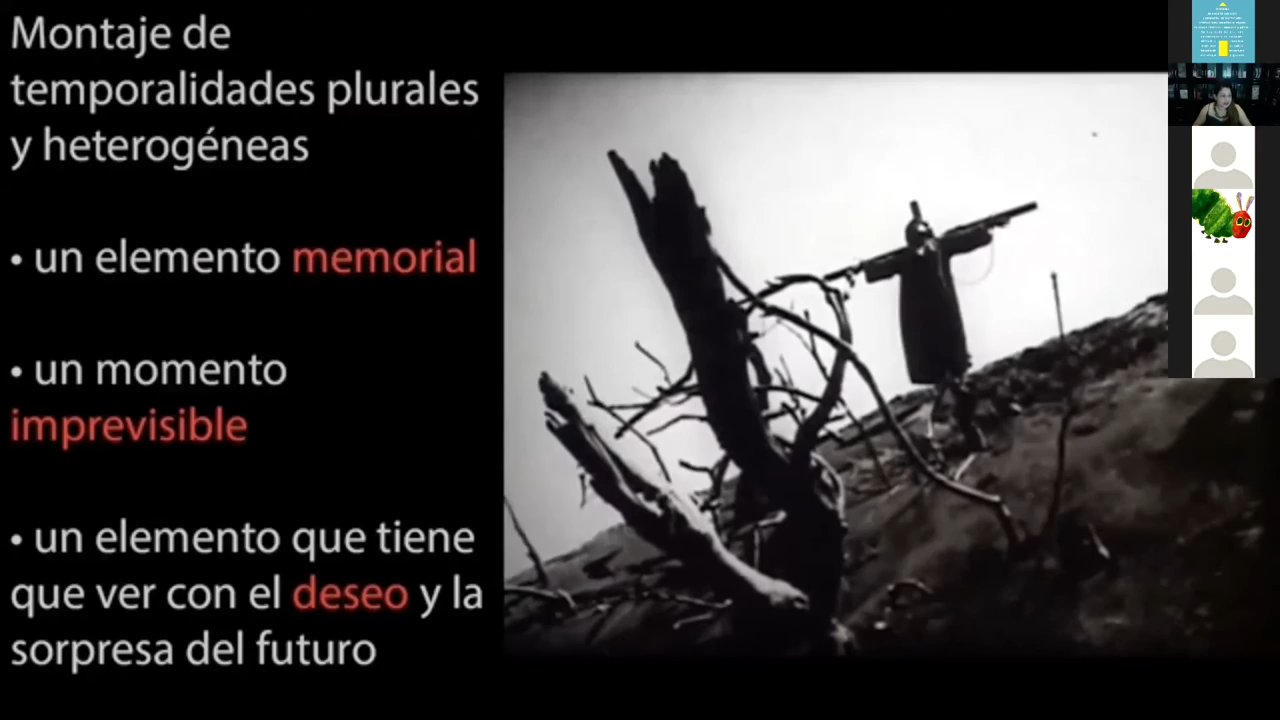 Montaje de
temporalidades plurales
y heterogéneas
• un elemento memorial
• un momento
imprevisible
• un elemento que tiene
que ver con el deseo y la
sorpresa del futuro